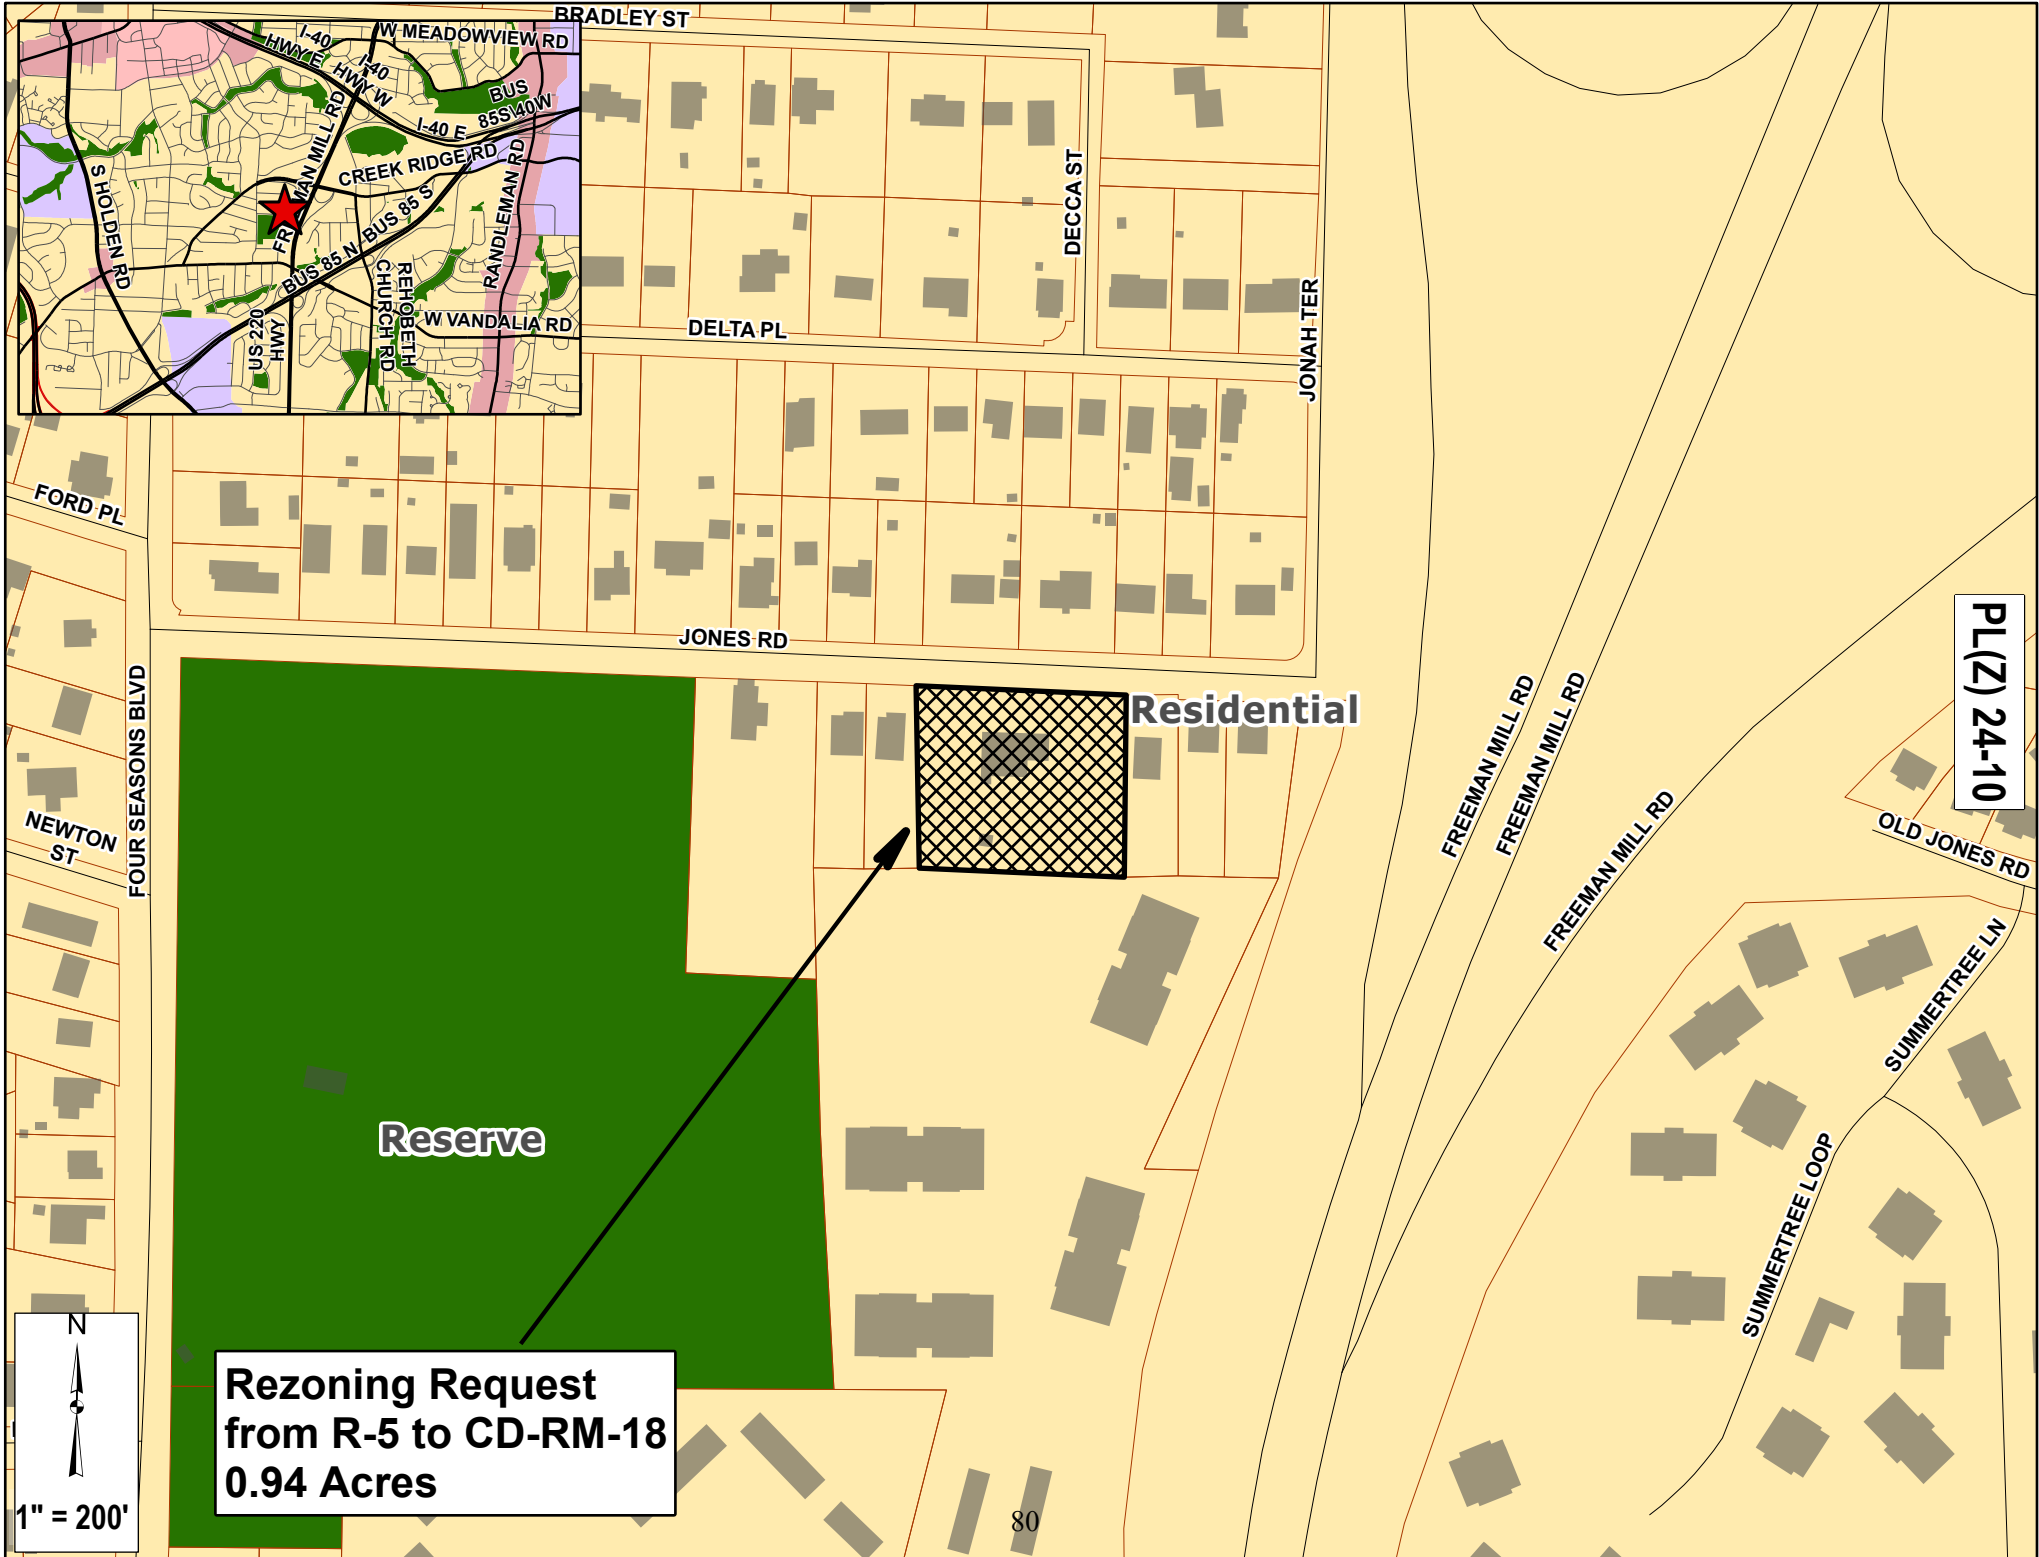 BRADLEY ST
I-40
HWY E
W MEADOWVIEW RD
I-40
HWY W
BUS
85S\40W
I-40 E
CREEK RIDGE RD
S HOLDEN RD
FR
MAN MILL RD
BUS 85 S
BUS 85 N
RANDLEMAN RD
REHOBETH
CHURCH RD
W VANDALIA RD
US-220
HWY
DECCA ST
DELTA PL
JONAH TER
FORD PL
JONES RD
FOUR SEASONS BLVD
NEWTON
ST
Residential
PL(Z) 24-10
FREEMAN MILL RD
FREEMAN MILL RD
FREEMAN MILL RD
OLD JONES RD
SUMMERTREE LN
SUMMERTREE LOOP
Reserve
N
1" = 200'
Rezoning Request
from R-5 to CD-RM-18
0.94 Acres
80